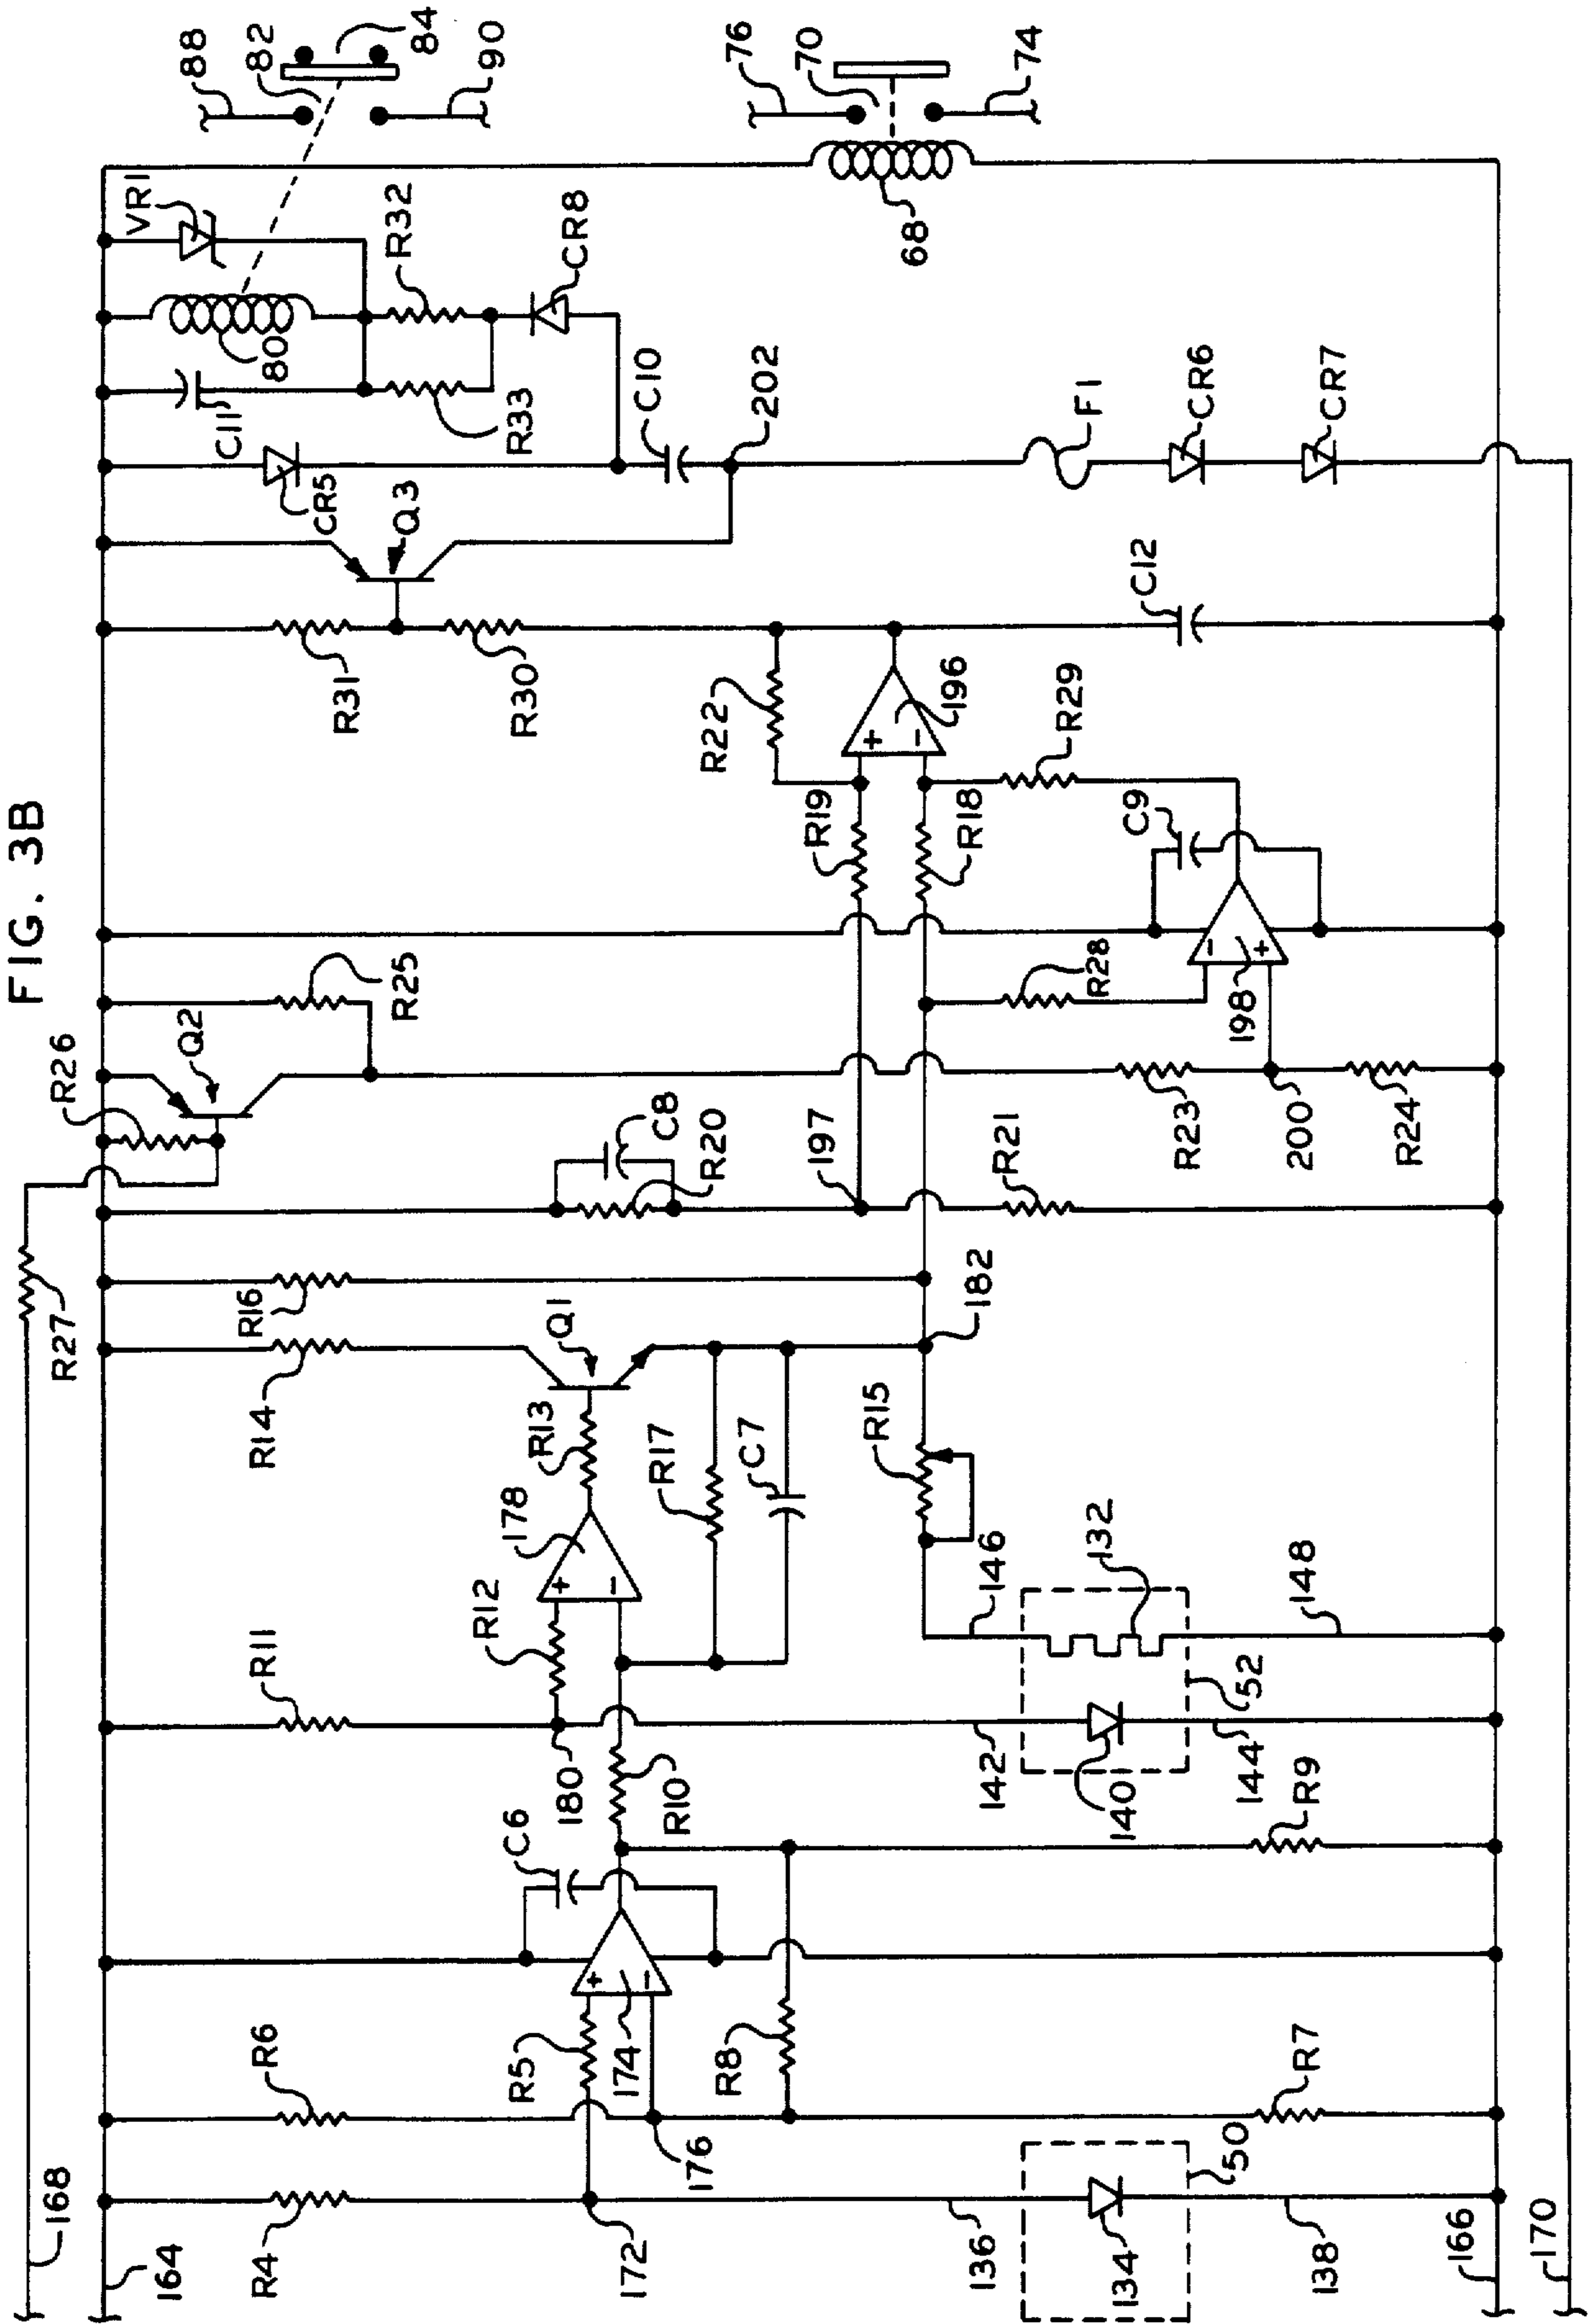 FIG. 3B
168
R27
R26
164
VR1
R4
R6
R11
R14
R16
Q2
R25
R31
CR5
C11
80
88
82
84
90
R32
R33
CR8
Q3
R30
C10
202
R5
174
C6
R12
178
R13
Q1
C8
R20
R22
172
176
180
R10
R17
C7
197
R19
196
R8
R15
182
R18
R29
76
70
74
68
136
142
146
132
R21
R28
C9
134
50
140
52
198
C12
F1
138
144
148
R23
200
R24
CR6
CR7
R7
R9
166
170